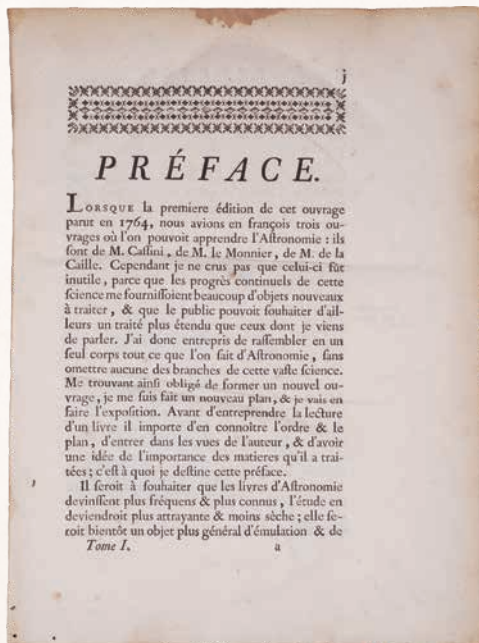 j
PRÉFACE.
LORSQUE la premiere édition de cet ouvrage
parut en 1764, nous avions en françois trois ou-
vrages où l'on pouvoit apprendre l'Astronomie : ils
sont de M. Cassini, de M. le Monnier, de M. de la
Caille. Cependant je ne crus pas que celui-ci fût
inutile, parce que les progrès continuels de cette
science me fournissoient beaucoup d'objets nouveaux
à traiter, & que le public pouvoit souhaiter d'ail-
leurs un traité plus étendu que ceux dont je viens
de parler. J'ai donc entrepris de rassembler en un
seul corps tout ce que l'on sait d'Astronomie, sans
omettre aucune des branches de cette vaste science.
Me trouvant ainsi obligé de former un nouvel ou-
vrage, je me suis fait un nouveau plan, & je vais en
faire l'exposition. Avant d'entreprendre la lecture
d'un livre il importe d'en connoître l'ordre & le
plan, d'entrer dans les vues de l'auteur, & d'avoir
une idée de l'importance des matieres qu'il a trai-
tées ; c'est à quoi je destine cette préface.
Il seroit à souhaiter que les livres d'Astronomie
devinssent plus fréquens & plus connus, l'étude en
deviendroit plus attrayante & moins sèche ; elle se-
roit bientôt un objet plus général d'émulation & de
Tome I. a